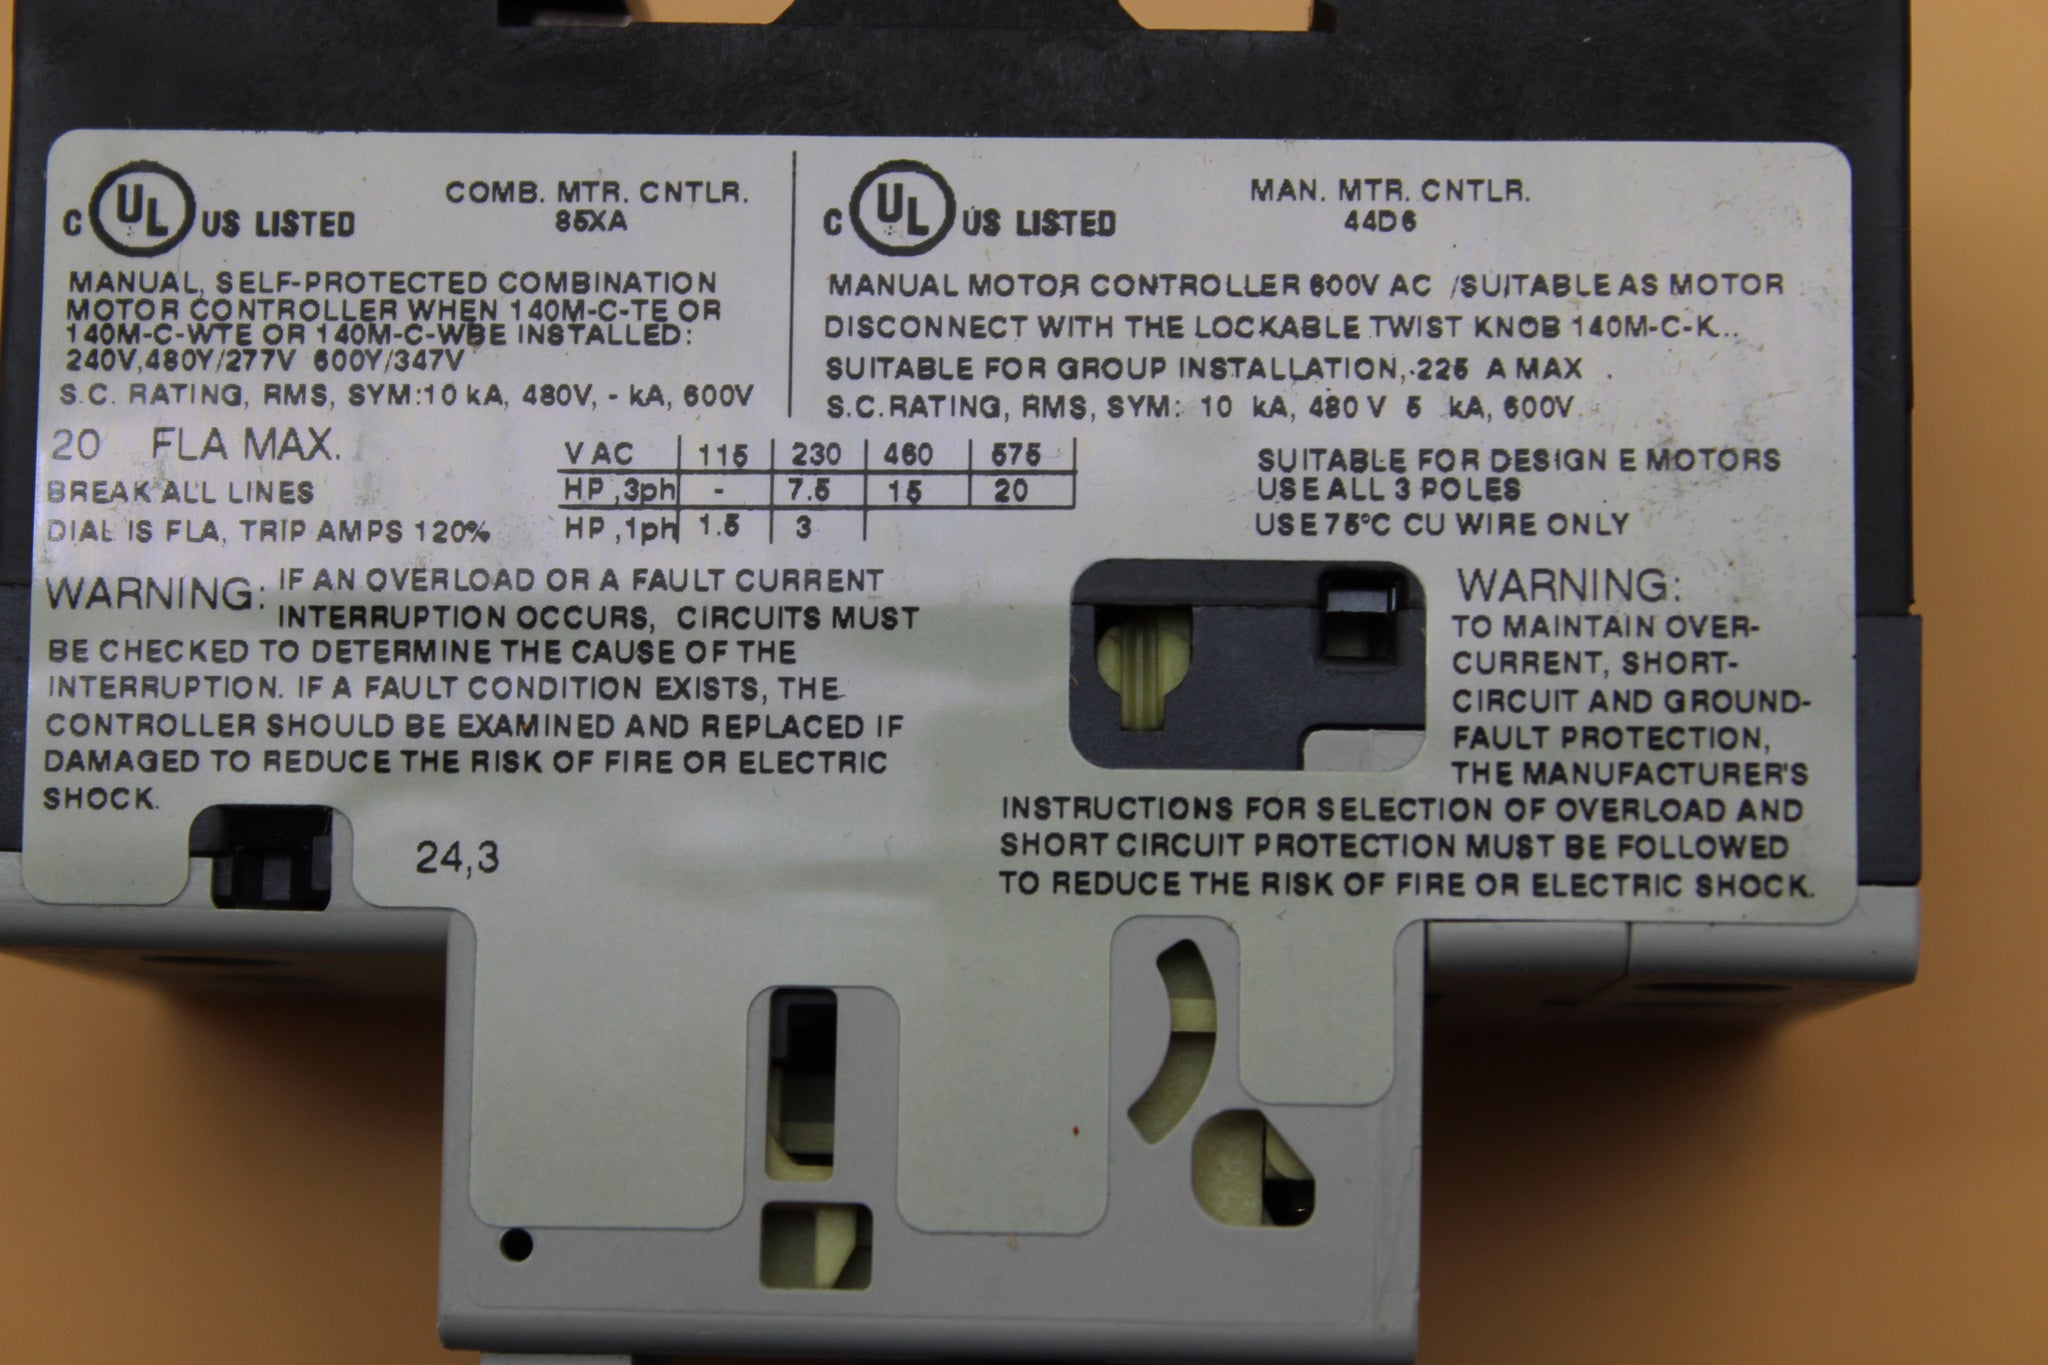 C UL US LISTED
COMB. MTR. CNTLR.
85XA
MANUAL, SELF-PROTECTED COMBINATION
MOTOR CONTROLLER WHEN 140M-C-TE OR
140M-C-WTE OR 140M-C-WBE INSTALLED:
240V,480Y/277V 600Y/347V
S.C. RATING, RMS, SYM:10 kA, 480V, - kA, 600V
C UL US LISTED
MAN. MTR. CNTLR.
44D6
MANUAL MOTOR CONTROLLER 600V AC /SUITABLE AS MOTOR
DISCONNECT WITH THE LOCKABLE TWIST KNOB 140M-C-K...
SUITABLE FOR GROUP INSTALLATION, 225 A MAX .
S.C. RATING, RMS, SYM: 10 kA, 480 V 5 kA, 600V
20 FLA MAX.
BREAK ALL LINES
DIAL IS FLA, TRIP AMPS 120%
V AC 115 230 460 575
HP,3ph - 7.5 15 20
HP,1ph 1.5 3
SUITABLE FOR DESIGN E MOTORS
USE ALL 3 POLES
USE 75°C CU WIRE ONLY
WARNING: IF AN OVERLOAD OR A FAULT CURRENT
INTERRUPTION OCCURS, CIRCUITS MUST
BE CHECKED TO DETERMINE THE CAUSE OF THE
INTERRUPTION. IF A FAULT CONDITION EXISTS, THE
CONTROLLER SHOULD BE EXAMINED AND REPLACED IF
DAMAGED TO REDUCE THE RISK OF FIRE OR ELECTRIC
SHOCK.
24,3
WARNING:
TO MAINTAIN OVER-
CURRENT, SHORT-
CIRCUIT AND GROUND-
FAULT PROTECTION,
THE MANUFACTURER'S
INSTRUCTIONS FOR SELECTION OF OVERLOAD AND
SHORT CIRCUIT PROTECTION MUST BE FOLLOWED
TO REDUCE THE RISK OF FIRE OR ELECTRIC SHOCK.